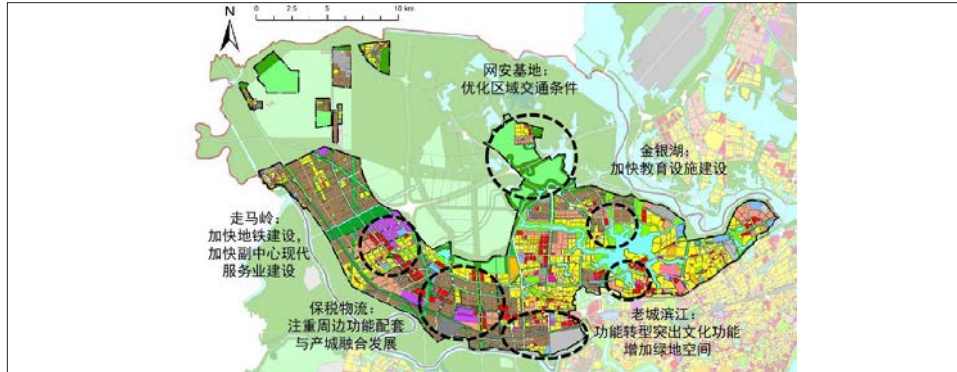 0 2.5 5 10 km
N
网安基地：
优化区域交通条件
金银湖：
加快教育设施建设
走马岭：
加快地铁建设，
加快副中心现代
服务业建设
保税物流：
注重周边功能配套
与产城融合发展
老城滨江：
功能转型突出文化功能
增加绿地空间